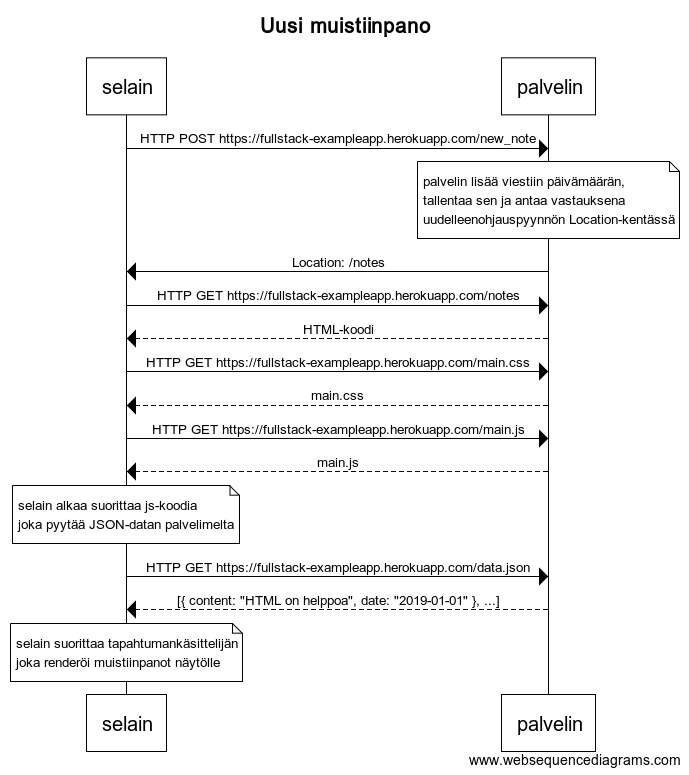 Uusi muistiinpano
selain
palvelin
HTTP POST https://fullstack-exampleapp.herokuapp.com/new_note
palvelin lisää viestiin päivämäärän,
tallentaa sen ja antaa vastauksena
uudelleenohjauspyynnön Location-kentässä
Location: /notes
HTTP GET https://fullstack-exampleapp.herokuapp.com/notes
HTML-koodi
HTTP GET https://fullstack-exampleapp.herokuapp.com/main.css
main.css
HTTP GET https://fullstack-exampleapp.herokuapp.com/main.js
main.js
selain alkaa suorittaa js-koodia
joka pyytää JSON-datan palvelimelta
HTTP GET https://fullstack-exampleapp.herokuapp.com/data.json
[{ content: "HTML on helppoa", date: "2019-01-01" }, ...]
selain suorittaa tapahtumankäsittelijän
joka renderöi muistiinpanot näytölle
selain
palvelin
www.websequencediagrams.com